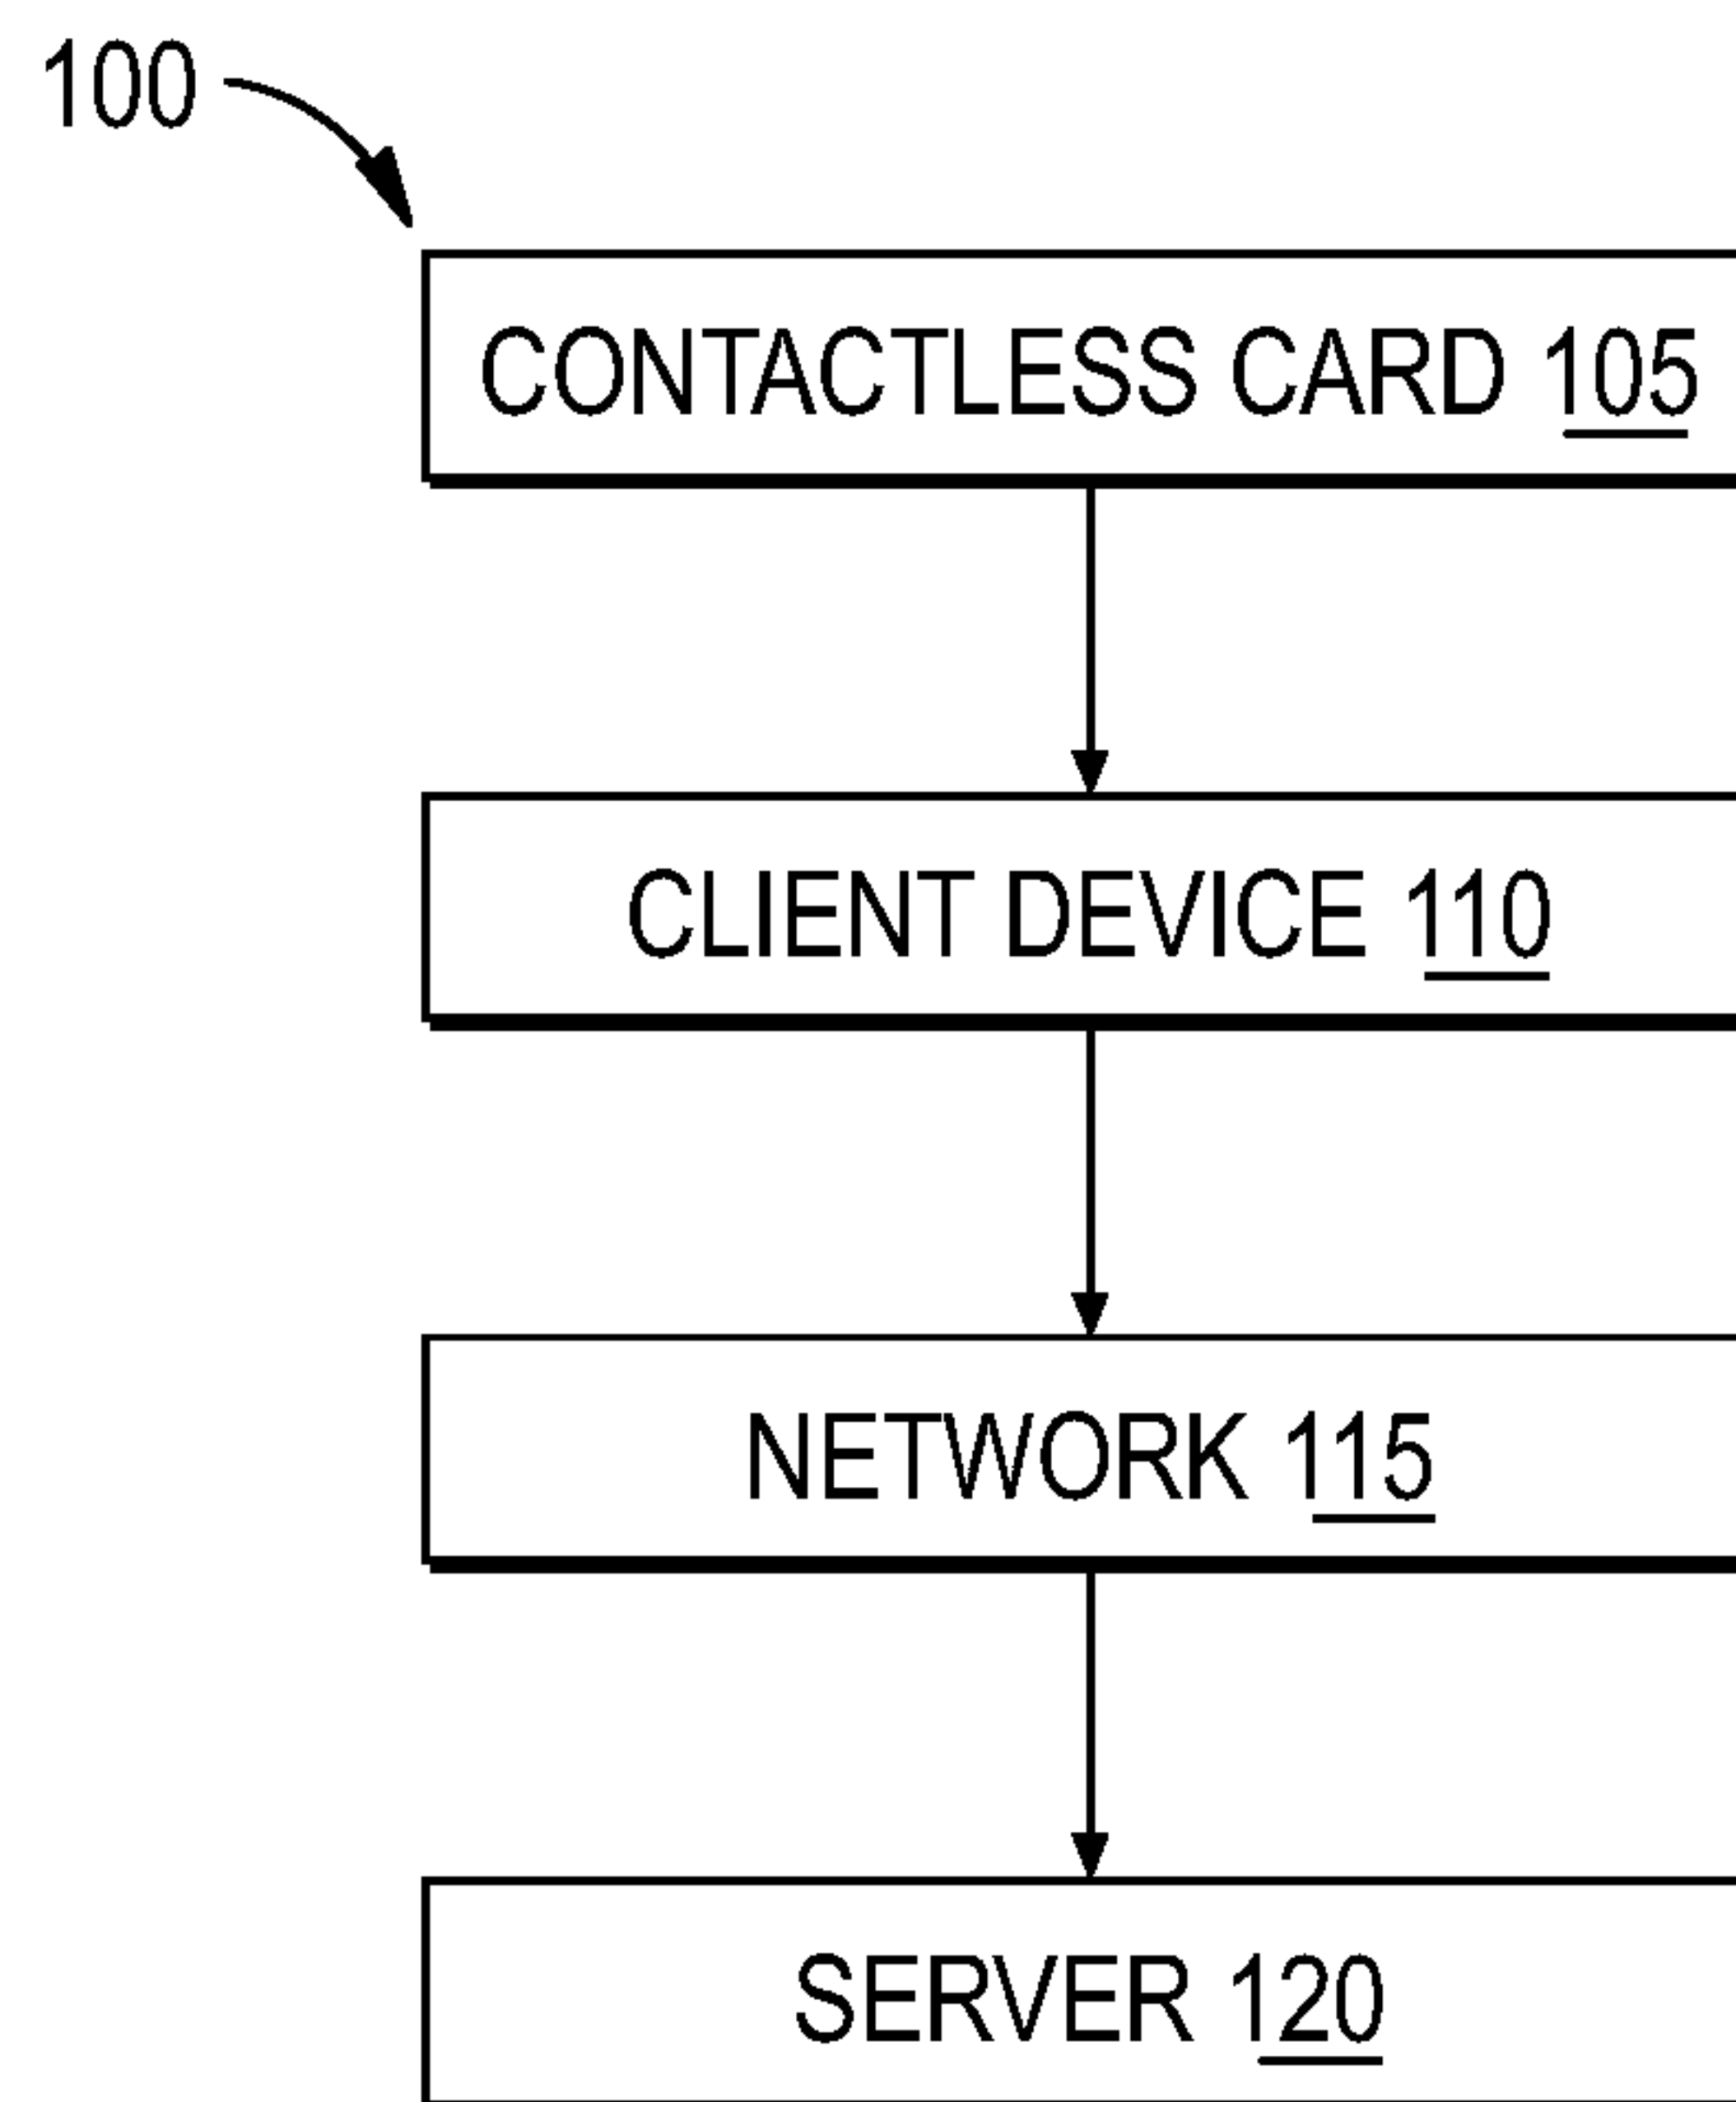 100
CONTACTLESS CARD 105
CLIENT DEVICE 110
NETWORK 115
SERVER 120